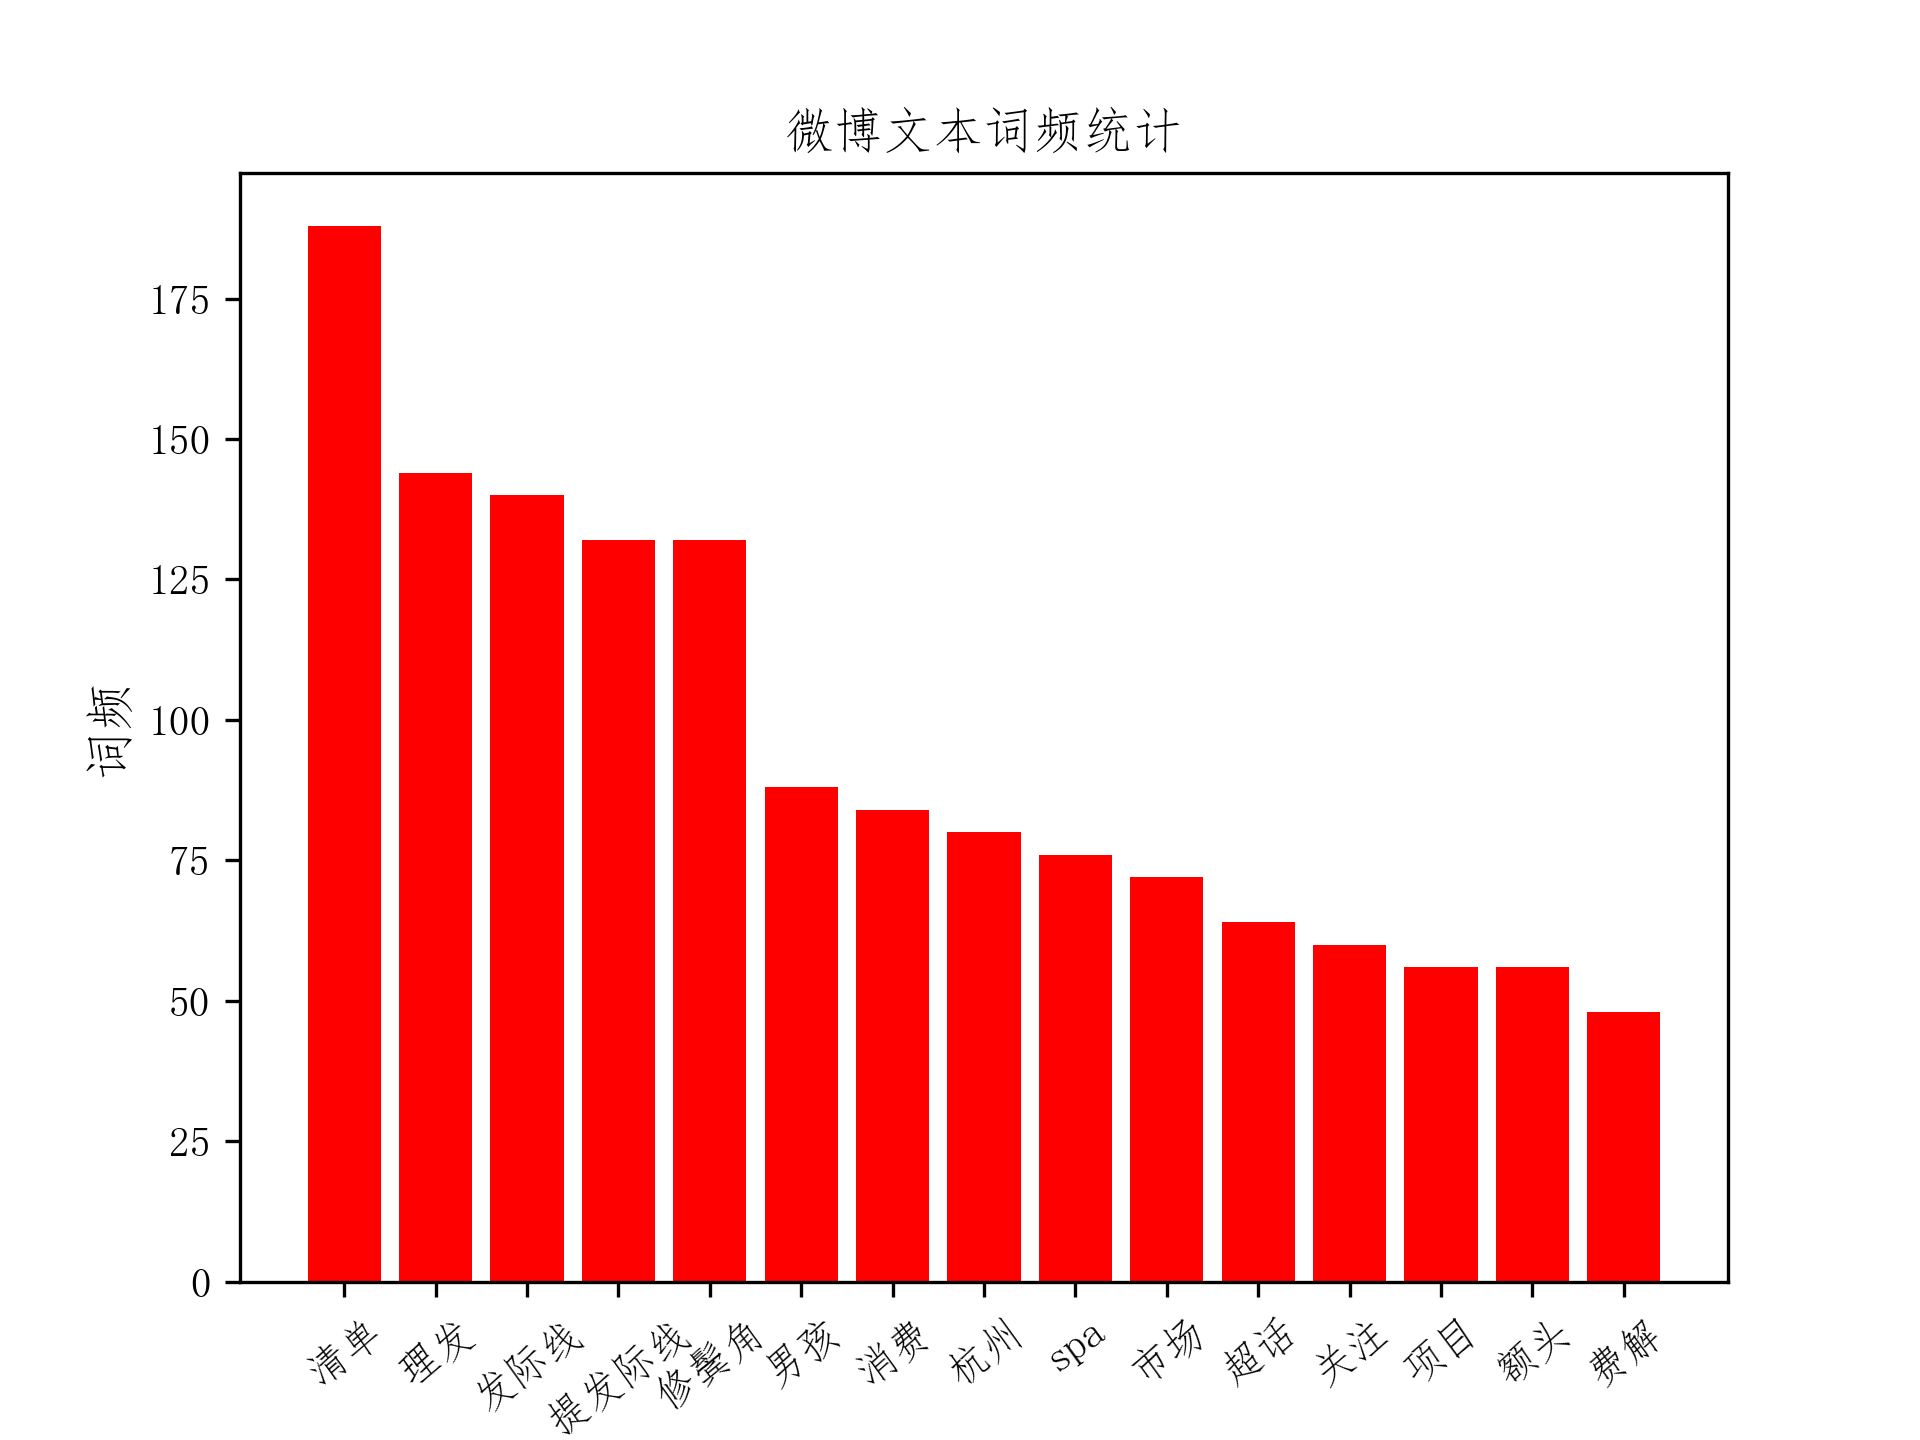 微博文本词频统计
词频
175
150
125
100
75
50
25
0
清单
理发
发际线
提发际线
修鬓角
男孩
消费
杭州
spa
市场
超话
关注
项目
额头
费解